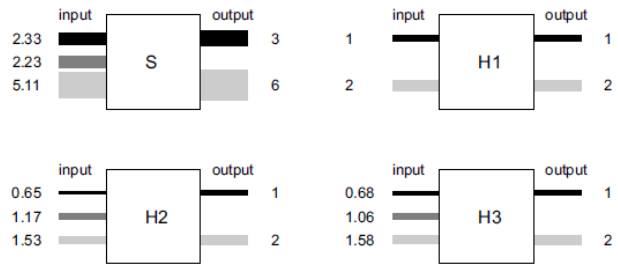 input output
2.33 3
2.23 S
5.11 6
input output
1 H1 1
2 2
input output
0.65 1
1.17 H2
1.53 2
input output
0.68 1
1.06 H3
1.58 2